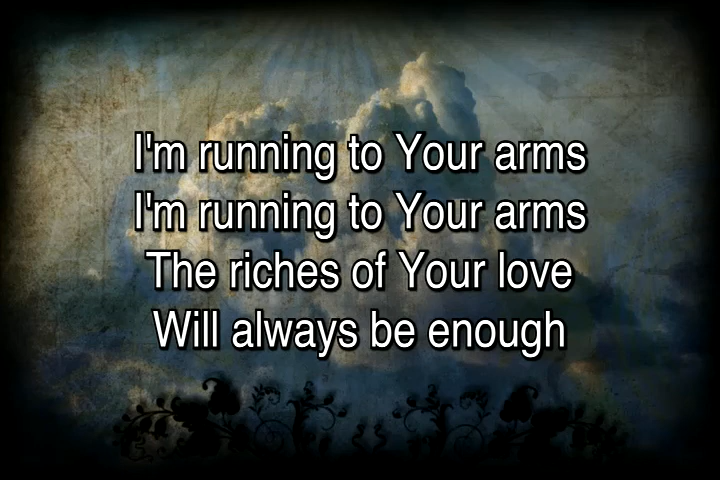 I'm running to Your arms
I'm running to Your arms
The riches of Your love
Will always be enough